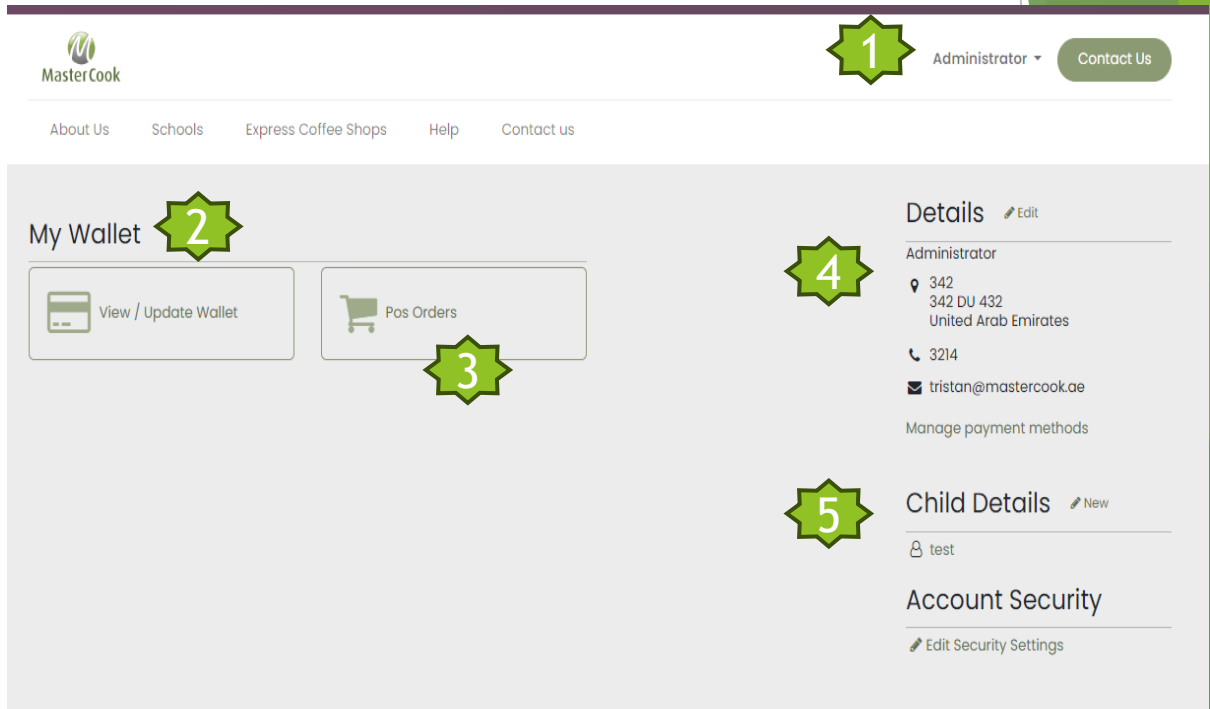 MasterCook
1
Administrator
Contact Us
About Us Schools Express Coffee Shops Help Contact us
My Wallet
2
View / Update Wallet
Pos Orders
3
Details Edit
4
Administrator
342
342 DU 432
United Arab Emirates
3214
tristan@mastercook.ae
Manage payment methods
5
Child Details New
test
Account Security
Edit Security Settings